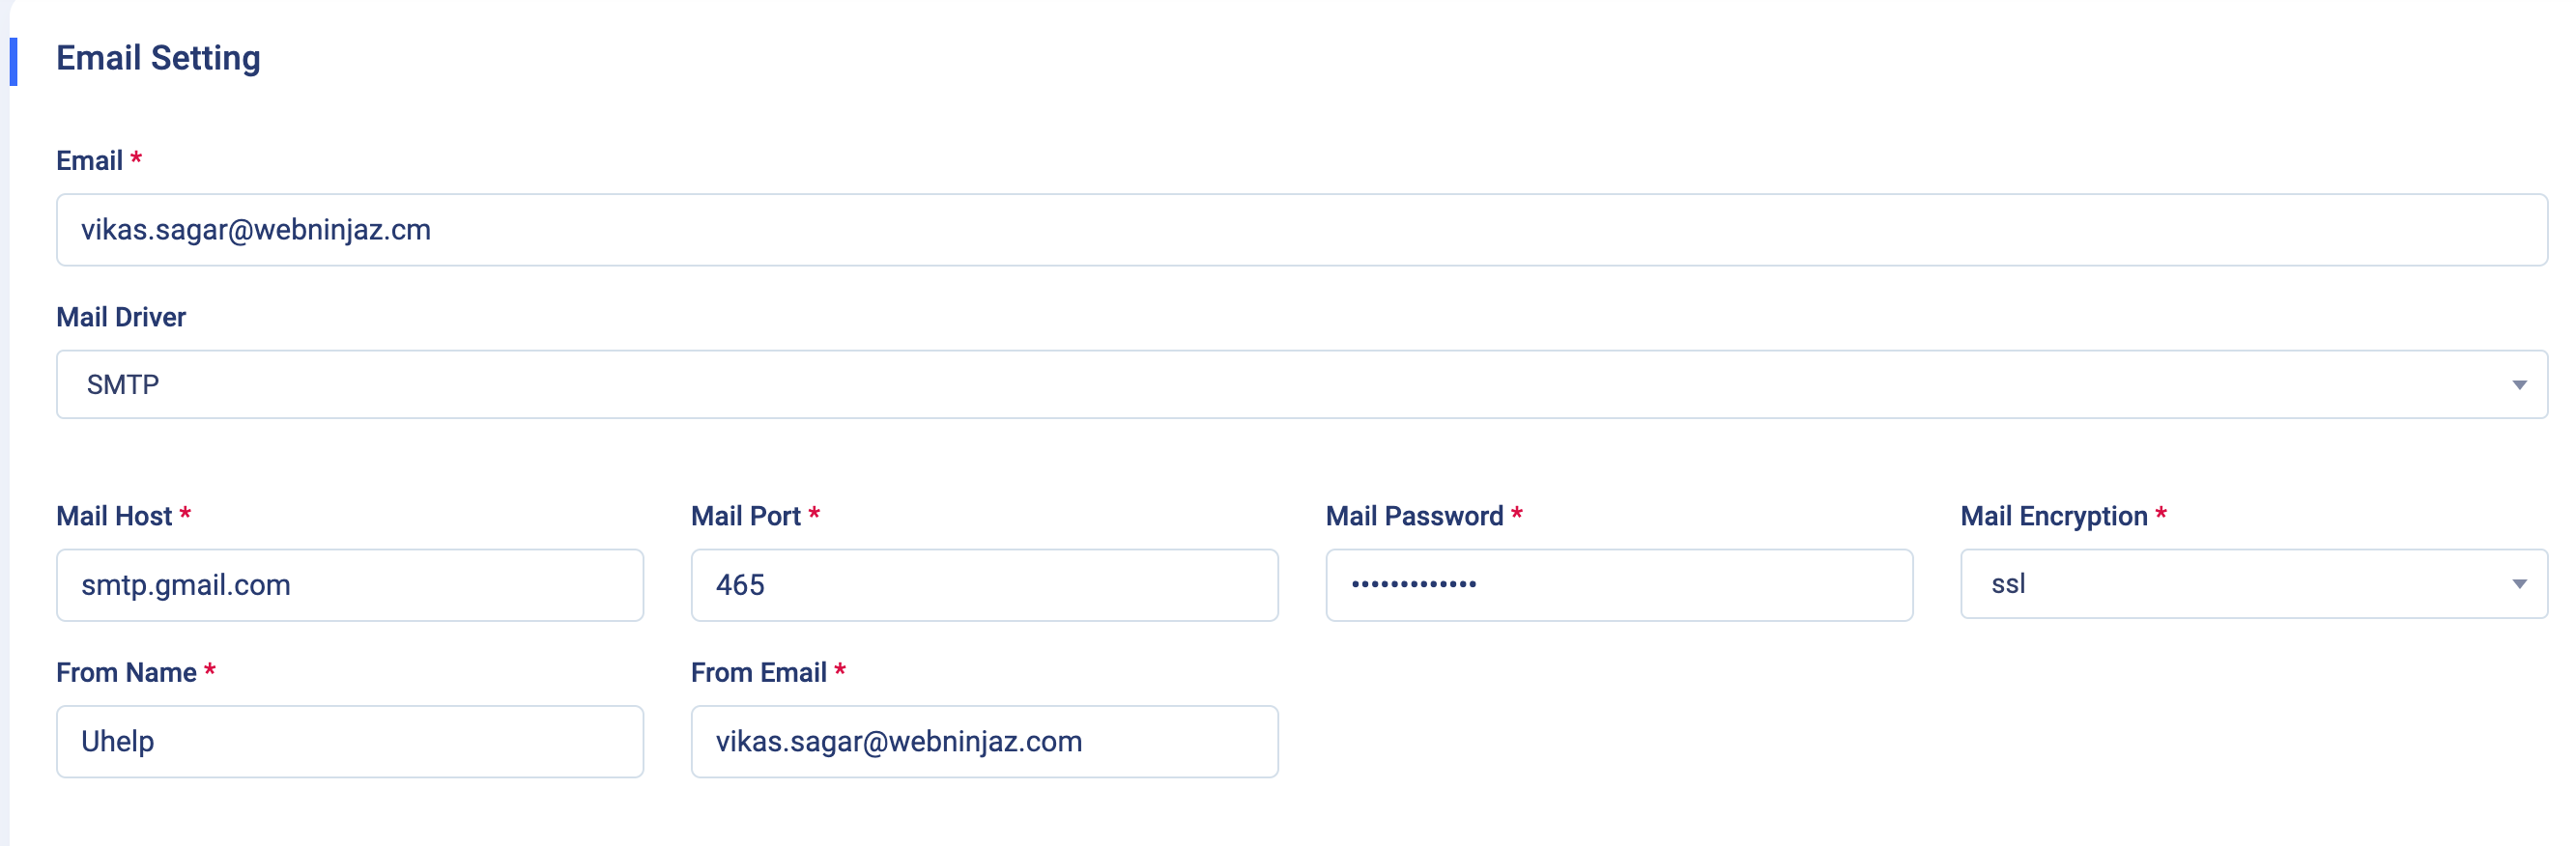 Email Setting
Email *
vikas.sagar@webninjaz.cm
Mail Driver
SMTP
Mail Host * Mail Port * Mail Password * Mail Encryption *
smtp.gmail.com 465 ••••••••••••• ssl
From Name * From Email *
Uhelp vikas.sagar@webninjaz.com